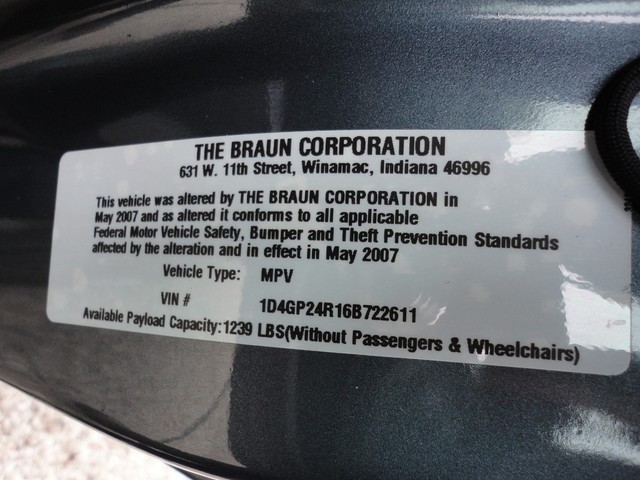 THE BRAUN CORPORATION
631 W. 11th Street, Winamac, Indiana 46996
This vehicle was altered by THE BRAUN CORPORATION in
May 2007 and as altered it conforms to all applicable
Federal Motor Vehicle Safety, Bumper and Theft Prevention Standards
affected by the alteration and in effect in May 2007
Vehicle Type: MPV
VIN # 1D4GP24R16B722611
Available Payload Capacity:1239 LBS(Without Passengers & Wheelchairs)